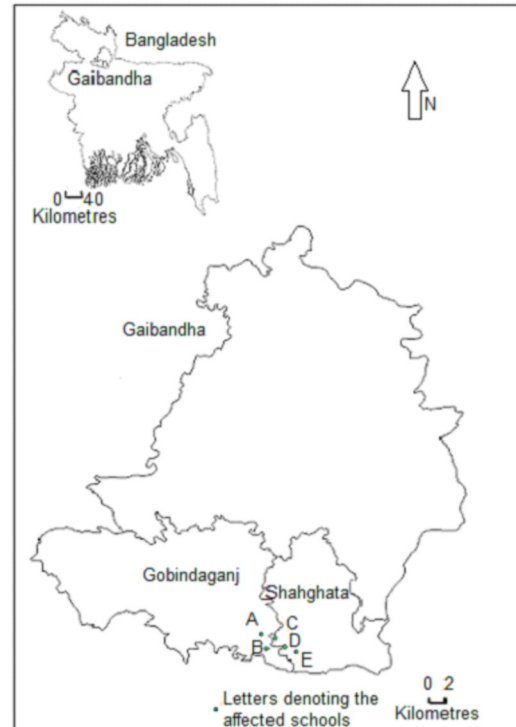 Bangladesh
Gaibandha
N
0 40
Kilometres
Gaibandha
Gobindaganj
Shahghata
A
C
B
D
E
Letters denoting the
affected schools
0 2
Kilometres